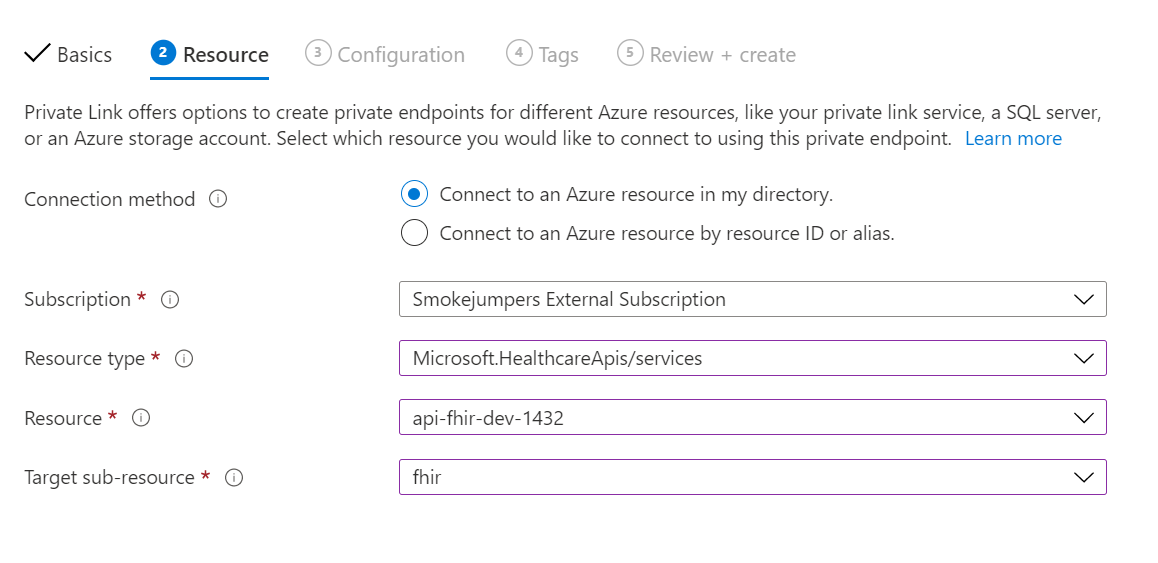 Basics 2 Resource 3 Configuration 4 Tags 5 Review + create
Private Link offers options to create private endpoints for different Azure resources, like your private link service, a SQL server,
or an Azure storage account. Select which resource you would like to connect to using this private endpoint. Learn more
Connection method Connect to an Azure resource in my directory.
Connect to an Azure resource by resource ID or alias.
Subscription * Smokejumpers External Subscription
Resource type * Microsoft.HealthcareApis/services
Resource * api-fhir-dev-1432
Target sub-resource * fhir